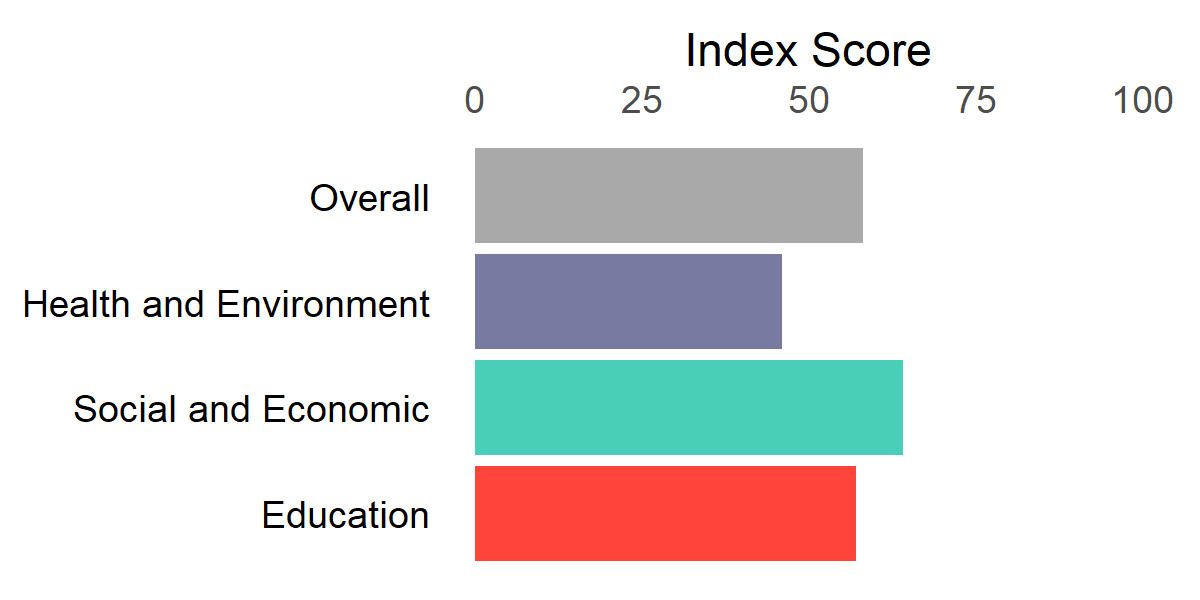 Index Score
0 25 50 75 100
Overall
Health and Environment
Social and Economic
Education